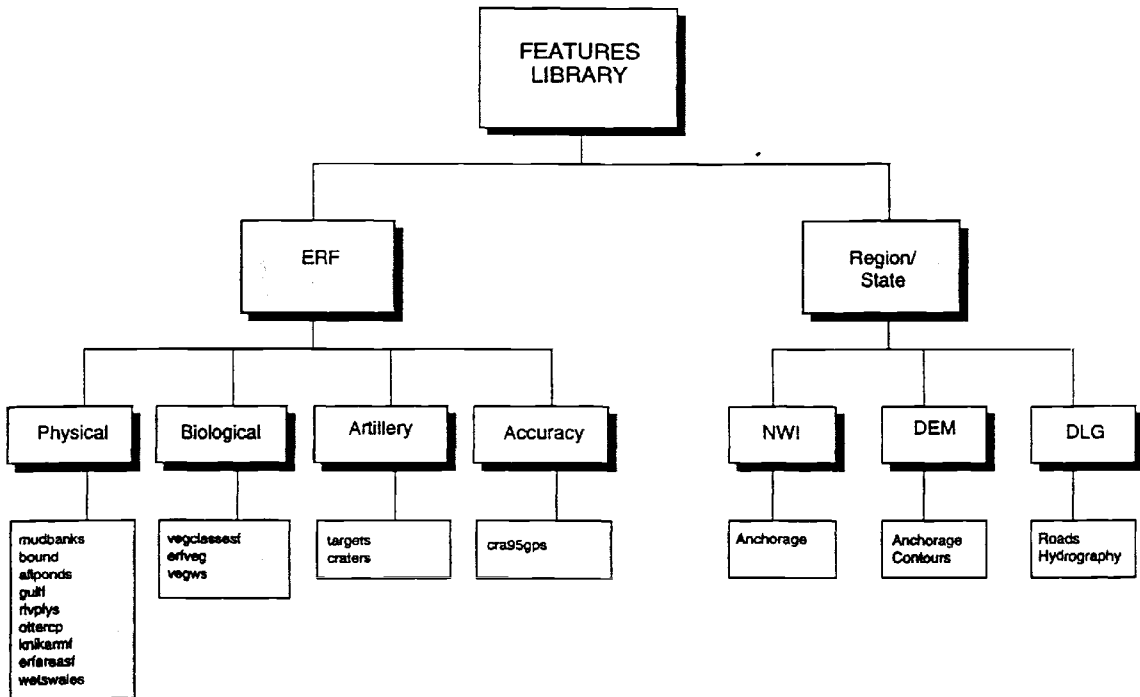 FEATURES
LIBRARY
ERF
Region/
State
Physical
Biological
Artillery
Accuracy
NWI
DEM
DLG
mudbanks
bound
allponds
gullf
rivplys
ottercp
knikarmf
erfareasf
wetswales
vegclassesf
erfveg
vegws
targets
craters
cra95gps
Anchorage
Anchorage
Contours
Roads
Hydrography